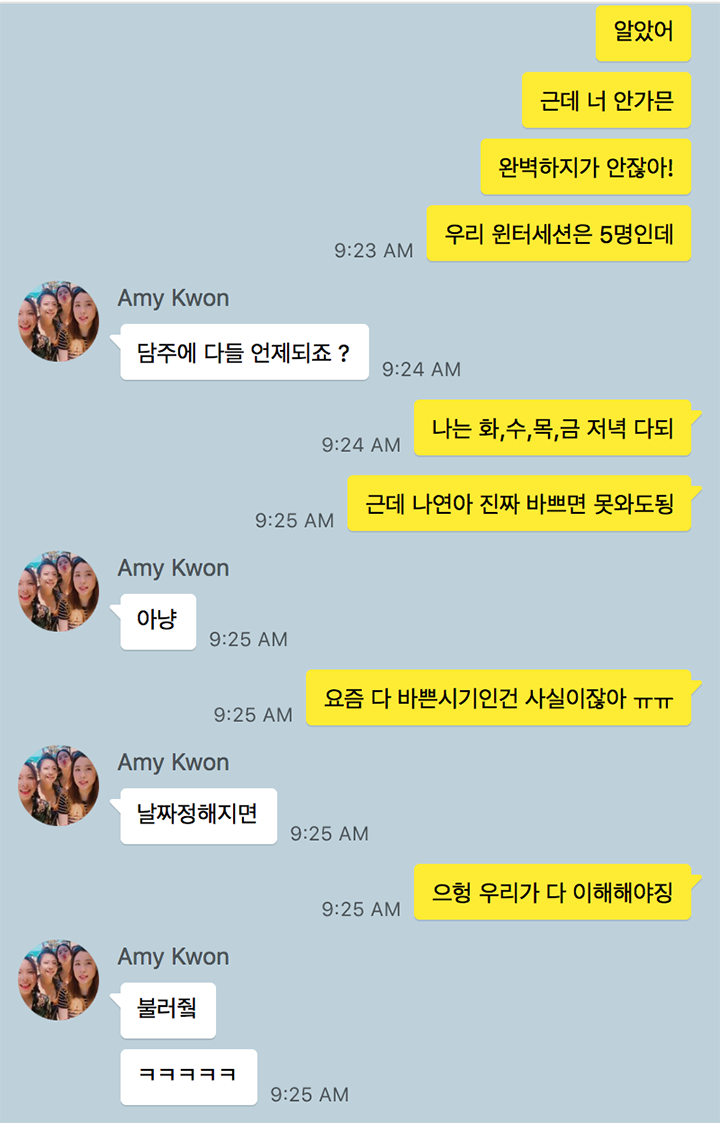 알았어
근데 너 안가믄
완벽하지가 안잖아!
우리 윈터세션은 5명인데
9:23 AM
Amy Kwon
담주에 다들 언제되죠 ?
9:24 AM
나는 화,수,목,금 저녁 다되
9:24 AM
근데 나연아 진짜 바쁘면 못와도됭
9:25 AM
Amy Kwon
아냥
9:25 AM
요즘 다 바쁜시기인건 사실이잖아 ㅠㅠ
9:25 AM
Amy Kwon
날짜정해지면
9:25 AM
으헝 우리가 다 이해해야징
9:25 AM
Amy Kwon
불러줰
ㅋㅋㅋㅋㅋ
9:25 AM